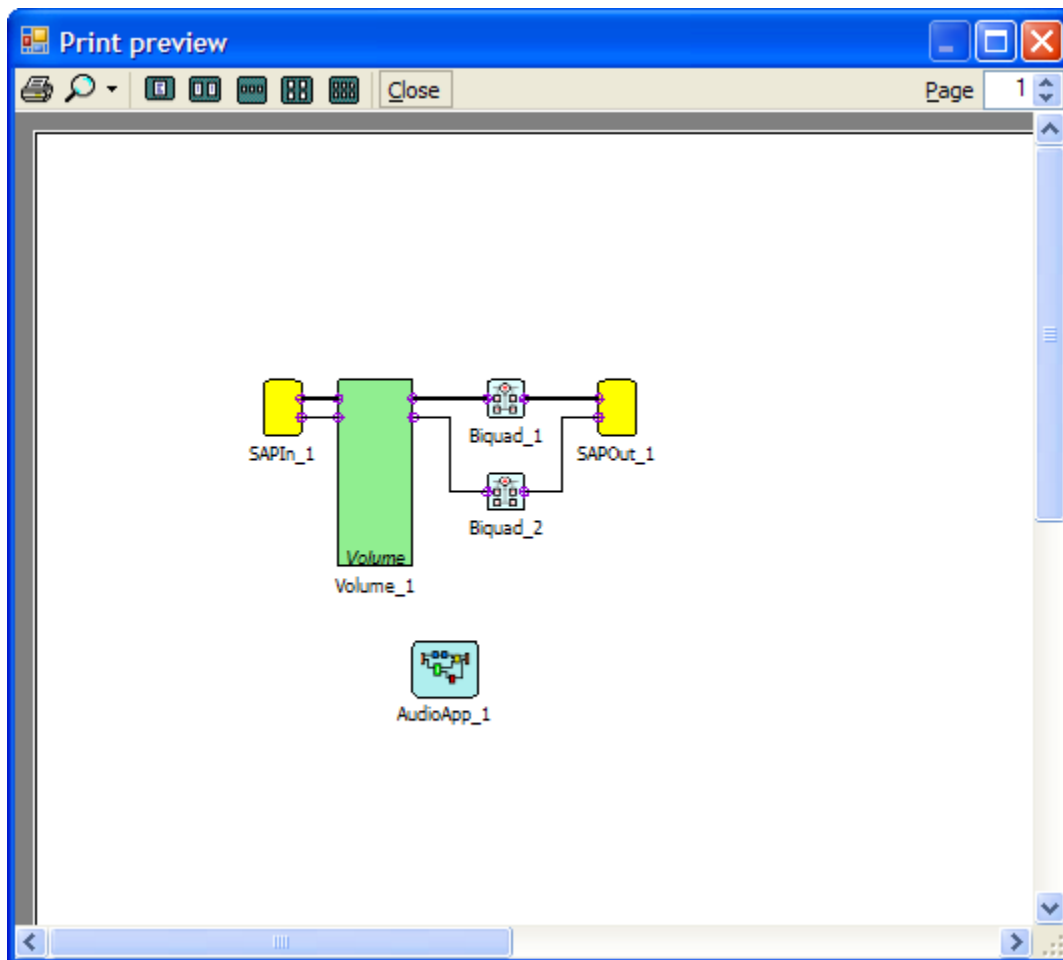 Print preview
Close
Page 1
SAPIn_1
Biquad_1
SAPOut_1
Biquad_2
Volume
Volume_1
AudioApp_1